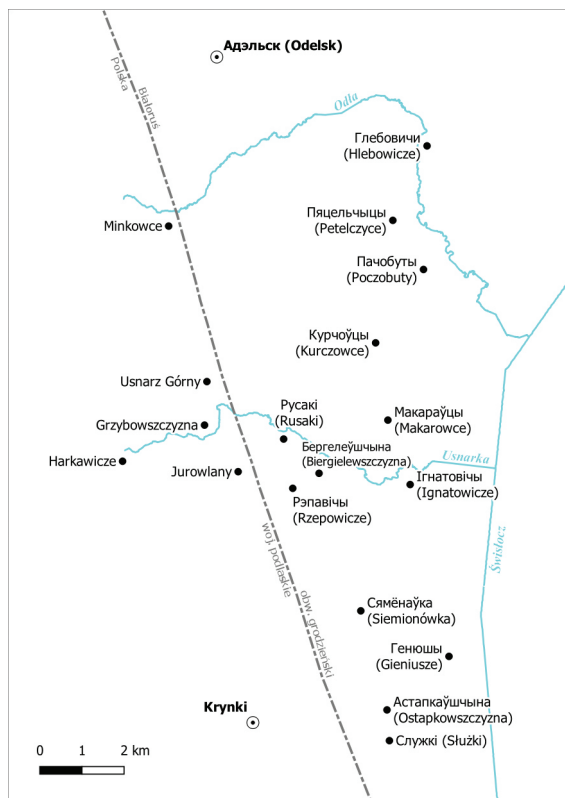 Адэльск (Odelsk)
Polska
Białoruś
Odła
Глебовичи
(Hlebowicze)
Пяцельчыцы
(Petelczyce)
Minkowce
Пачобуты
(Poczobuty)
Курчоўцы
(Kurczowce)
Usnarz Górny
Русакі
(Rusaki)
Макараўцы
(Makarowce)
Grzybowszczyzna
Бергелеўшчына
(Biergielewszczyzna)
Usnarka
Harkawicze
Jurowlany
Ігнатовічы
(Ignatowicze)
Рэпавічы
(Rzepowicze)
Świsłocz
woj. podlaskie
obw. grodzieński
Сямёнаўка
(Siemionówka)
Генюшы
(Gieniusze)
Krynki
Астапкаўшчына
(Ostapkowszczyzna)
Служкі (Służki)
0 1 2 km